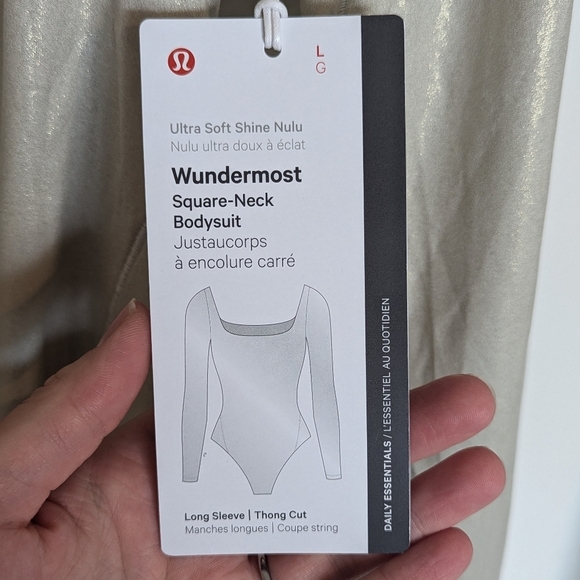 L
G
Ultra Soft Shine Nulu
Nulu ultra doux à éclat
Wundermost
Square-Neck
Bodysuit
Justaucorps
à encolure carré
Long Sleeve | Thong Cut
Manches longues | Coupe string
DAILY ESSENTIALS / L'ESSENTIEL AU QUOTIDIEN